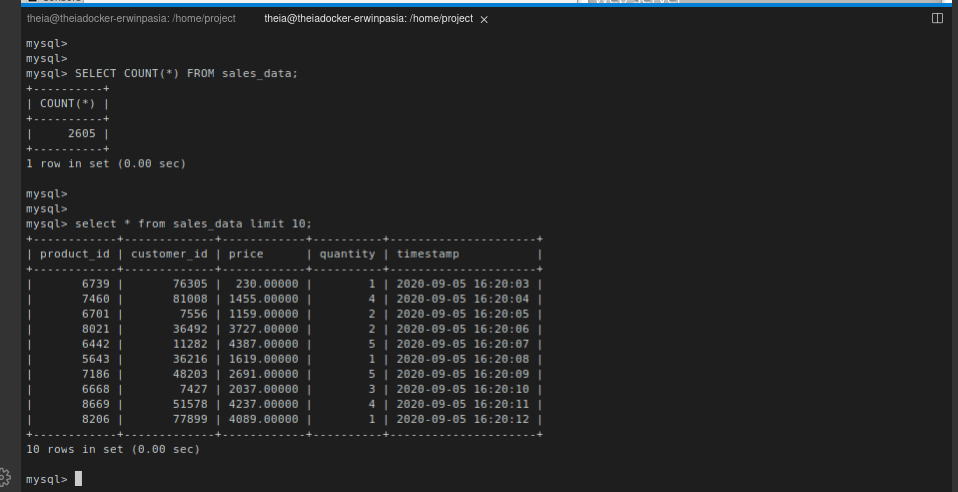 theia@theiadocker-erwinpasia: /home/project theia@theiadocker-erwinpasia: /home/project ×
mysql>
mysql>
mysql> SELECT COUNT(*) FROM sales_data;
+----------+
| COUNT(*) |
+----------+
|     2605 |
+----------+
1 row in set (0.00 sec)
mysql>
mysql>
mysql> select * from sales_data limit 10;
+------------+-------------+------------+----------+---------------------+
| product_id | customer_id | price      | quantity | timestamp           |
+------------+-------------+------------+----------+---------------------+
|       6739 |       76305 |  230.00000 |        1 | 2020-09-05 16:20:03 |
|       7460 |       81008 | 1455.00000 |        4 | 2020-09-05 16:20:04 |
|       6701 |        7556 | 1159.00000 |        2 | 2020-09-05 16:20:05 |
|       8021 |       36492 | 3727.00000 |        2 | 2020-09-05 16:20:06 |
|       6442 |       11282 | 4387.00000 |        5 | 2020-09-05 16:20:07 |
|       5643 |       36216 | 1619.00000 |        1 | 2020-09-05 16:20:08 |
|       7186 |       48203 | 2691.00000 |        5 | 2020-09-05 16:20:09 |
|       6668 |        7427 | 2037.00000 |        3 | 2020-09-05 16:20:10 |
|       8669 |       51578 | 4237.00000 |        4 | 2020-09-05 16:20:11 |
|       8206 |       77899 | 4089.00000 |        1 | 2020-09-05 16:20:12 |
+------------+-------------+------------+----------+---------------------+
10 rows in set (0.00 sec)
mysql>